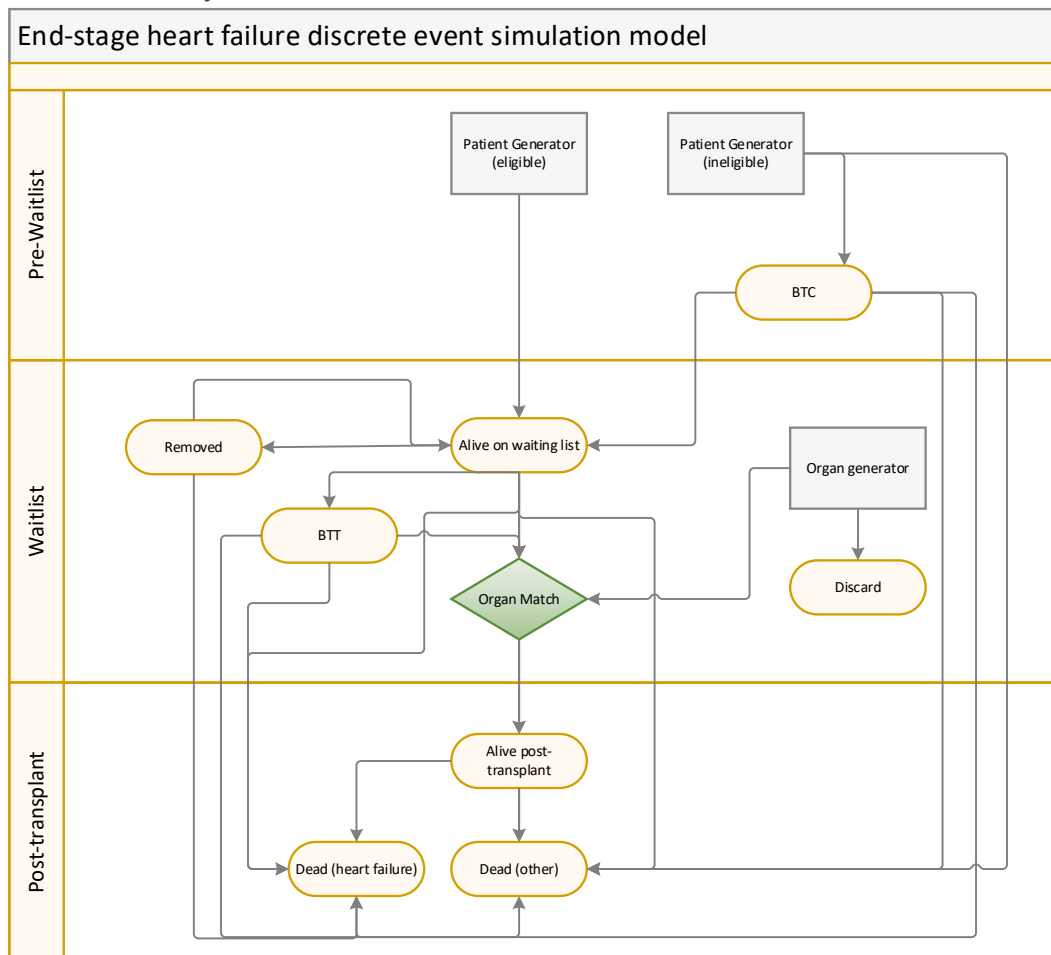 End-stage heart failure discrete event simulation model
Pre-Waitlist
Patient Generator
(eligible)
Patient Generator
(ineligible)
BTC
Waitlist
Removed
Alive on waiting list
Organ generator
BTT
Organ Match
Discard
Post-transplant
Alive post-
transplant
Dead (heart failure)
Dead (other)